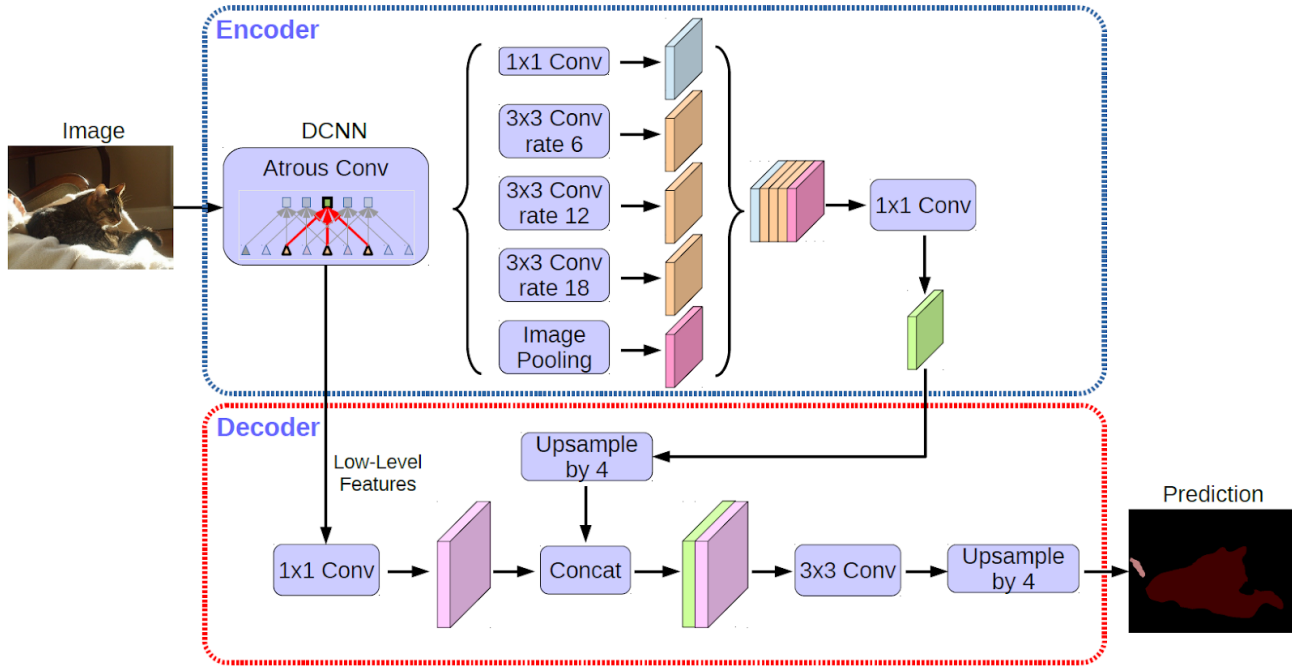 Encoder
Image
DCNN
Atrous Conv
1x1 Conv
3x3 Conv
rate 6
3x3 Conv
rate 12
3x3 Conv
rate 18
Image
Pooling
1x1 Conv
Decoder
Low-Level
Features
Upsample
by 4
1x1 Conv
Concat
3x3 Conv
Upsample
by 4
Prediction